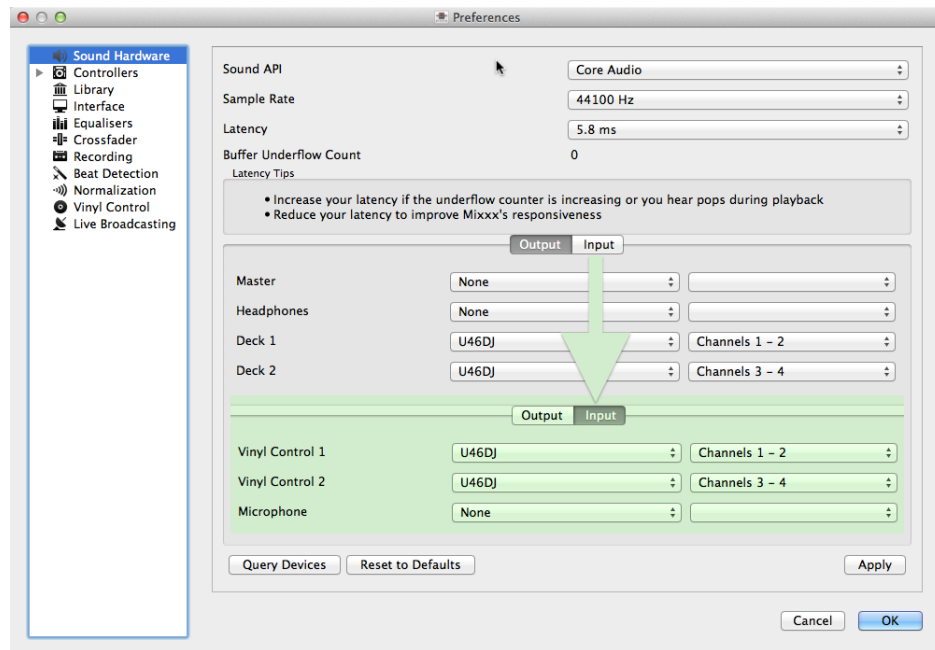 Preferences
Sound Hardware
Controllers
Library
Interface
Equalisers
Crossfader
Recording
Beat Detection
Normalization
Vinyl Control
Live Broadcasting
Sound API Core Audio
Sample Rate 44100 Hz
Latency 5.8 ms
Buffer Underflow Count 0
Latency Tips
• Increase your latency if the underflow counter is increasing or you hear pops during playback
• Reduce your latency to improve Mixxx's responsiveness
Output Input
Master None
Headphones None
Deck 1 U46DJ Channels 1 – 2
Deck 2 U46DJ Channels 3 – 4
Output Input
Vinyl Control 1 U46DJ Channels 1 – 2
Vinyl Control 2 U46DJ Channels 3 – 4
Microphone None
Query Devices Reset to Defaults Apply
Cancel OK